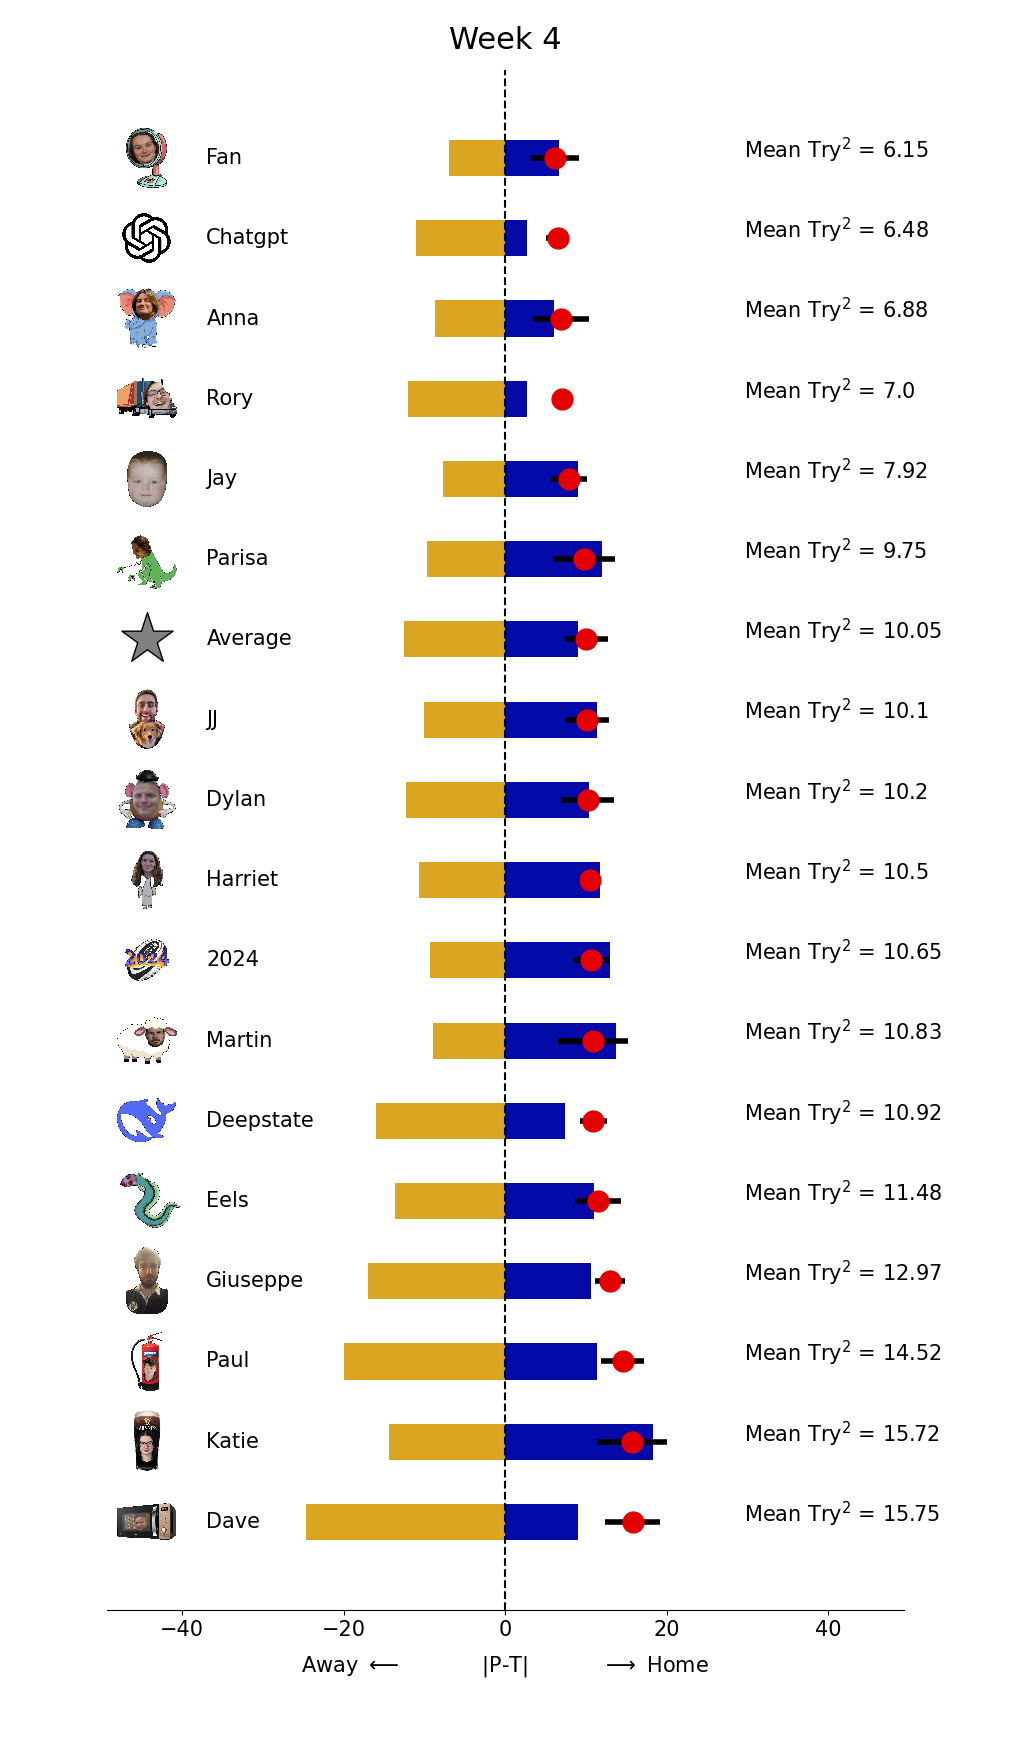 Week 4
Fan Mean Try² = 6.15
Chatgpt Mean Try² = 6.48
Anna Mean Try² = 6.88
Rory Mean Try² = 7.0
Jay Mean Try² = 7.92
Parisa Mean Try² = 9.75
Average Mean Try² = 10.05
JJ Mean Try² = 10.1
Dylan Mean Try² = 10.2
Harriet Mean Try² = 10.5
2024 2024 Mean Try² = 10.65
Martin Mean Try² = 10.83
Deepstate Mean Try² = 10.92
Eels Mean Try² = 11.48
Giuseppe Mean Try² = 12.97
Paul Mean Try² = 14.52
Katie Mean Try² = 15.72
Dave Mean Try² = 15.75
−40 −20 0 20 40
Away ⟵ |P-T| ⟶ Home